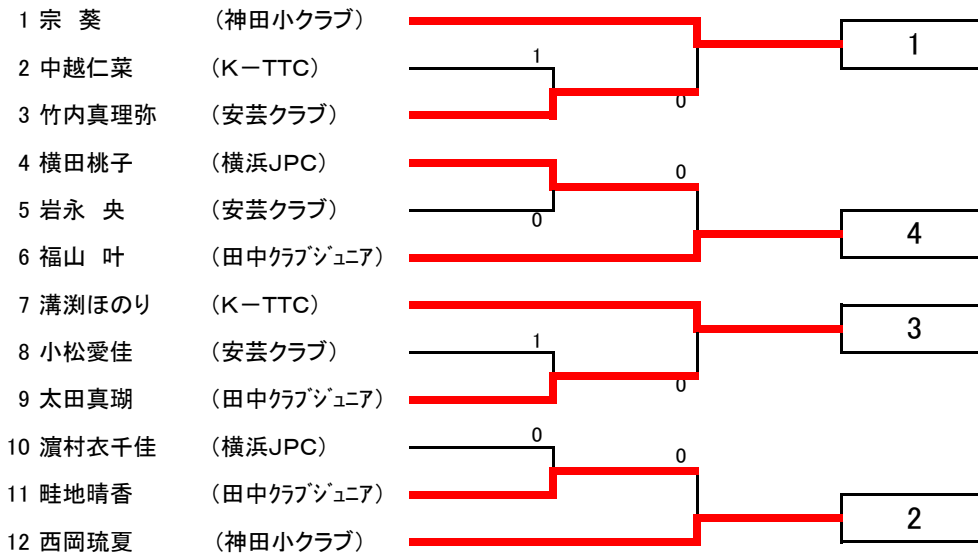 1 宗 葵 (神田小クラブ)
1
2 中越仁菜 (K-TTC) 1
3 竹内真理弥 (安芸クラブ) 0
4 横田桃子 (横浜JPC) 0
5 岩永 央 (安芸クラブ) 0
4
6 福山 叶 (田中クラブジュニア)
7 溝渕ほのり (K-TTC)
3
8 小松愛佳 (安芸クラブ) 1
9 太田真瑚 (田中クラブジュニア) 0
10 濵村衣千佳 (横浜JPC) 0 0
11 畦地晴香 (田中クラブジュニア)
2
12 西岡琉夏 (神田小クラブ)